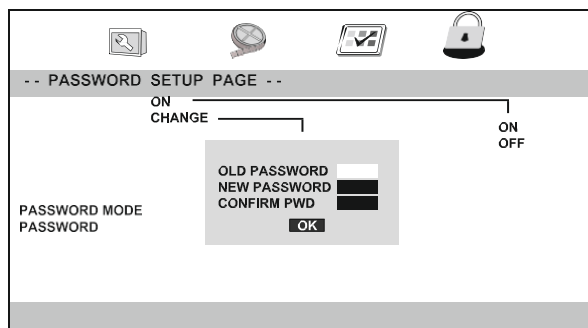 -- PASSWORD SETUP PAGE --
ON
CHANGE
ON
OFF
OLD PASSWORD
NEW PASSWORD
CONFIRM PWD
OK
PASSWORD MODE
PASSWORD